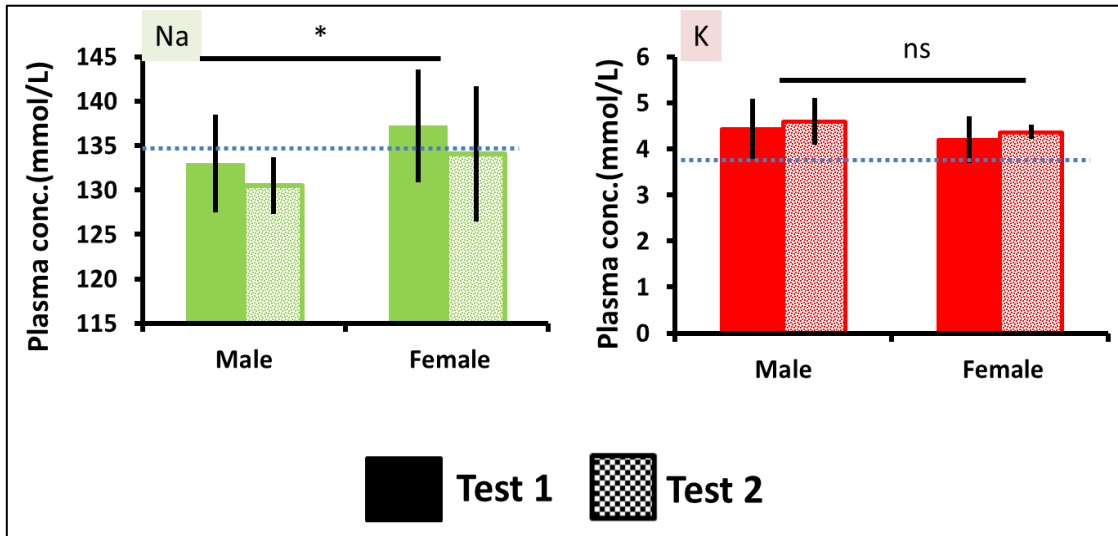 Na
*
Plasma conc.(mmol/L)
145
140
135
130
125
120
115
Male
Female
K
ns
Plasma conc.(mmol/L)
6
5
4
3
2
1
0
Male
Female
Test 1
Test 2